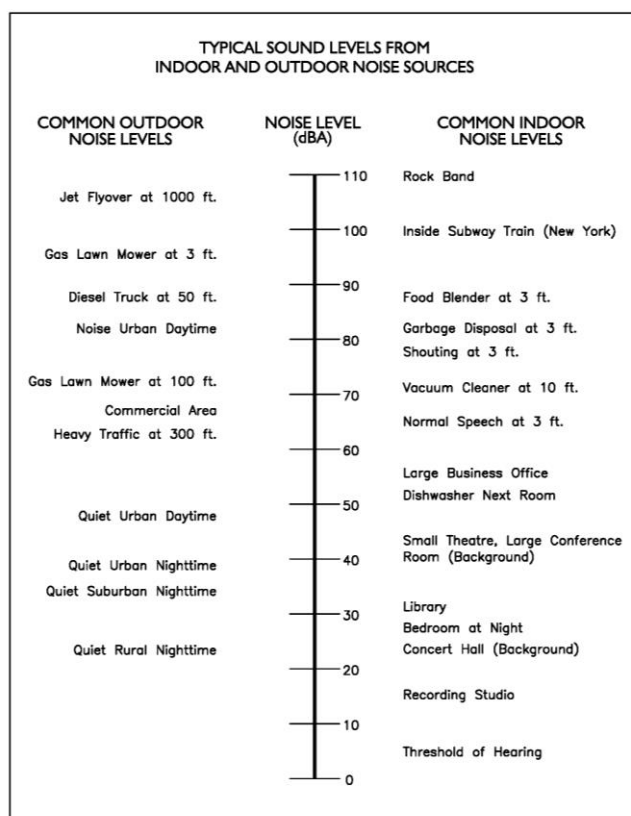 TYPICAL SOUND LEVELS FROM
INDOOR AND OUTDOOR NOISE SOURCES
COMMON OUTDOOR
NOISE LEVELS
Jet Flyover at 1000 ft.
Gas Lawn Mower at 3 ft.
Diesel Truck at 50 ft.
Noise Urban Daytime
Gas Lawn Mower at 100 ft.
Commercial Area
Heavy Traffic at 300 ft.
Quiet Urban Daytime
Quiet Urban Nighttime
Quiet Suburban Nighttime
Quiet Rural Nighttime
NOISE LEVEL
(dBA)
110
100
90
80
70
60
50
40
30
20
10
0
COMMON INDOOR
NOISE LEVELS
Rock Band
Inside Subway Train (New York)
Food Blender at 3 ft.
Garbage Disposal at 3 ft.
Shouting at 3 ft.
Vacuum Cleaner at 10 ft.
Normal Speech at 3 ft.
Large Business Office
Dishwasher Next Room
Small Theatre, Large Conference
Room (Background)
Library
Bedroom at Night
Concert Hall (Background)
Recording Studio
Threshold of Hearing